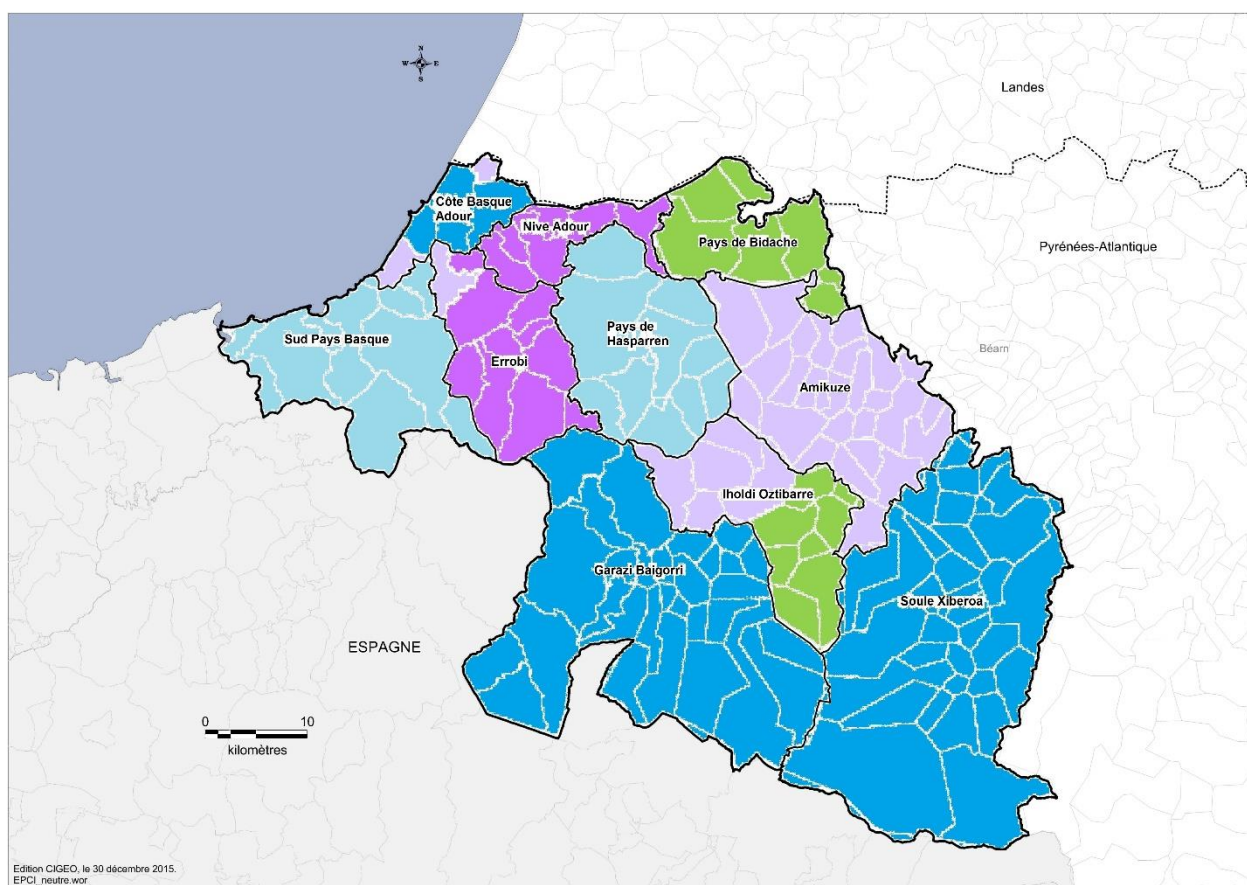 N
W E
S
Landes
Côte Basque
Adour
Nive Adour
Pays de Bidache
Pyrénées-Atlantique
Sud Pays Basque
Pays de
Hasparren
Errobi
Béarn
Amikuze
Iholdi Oztibarre
Garazi Baigorri
Soule Xiberoa
ESPAGNE
0 10
kilomètres
Edition CIGEO, le 30 décembre 2015.
EPCI_neutre.wor